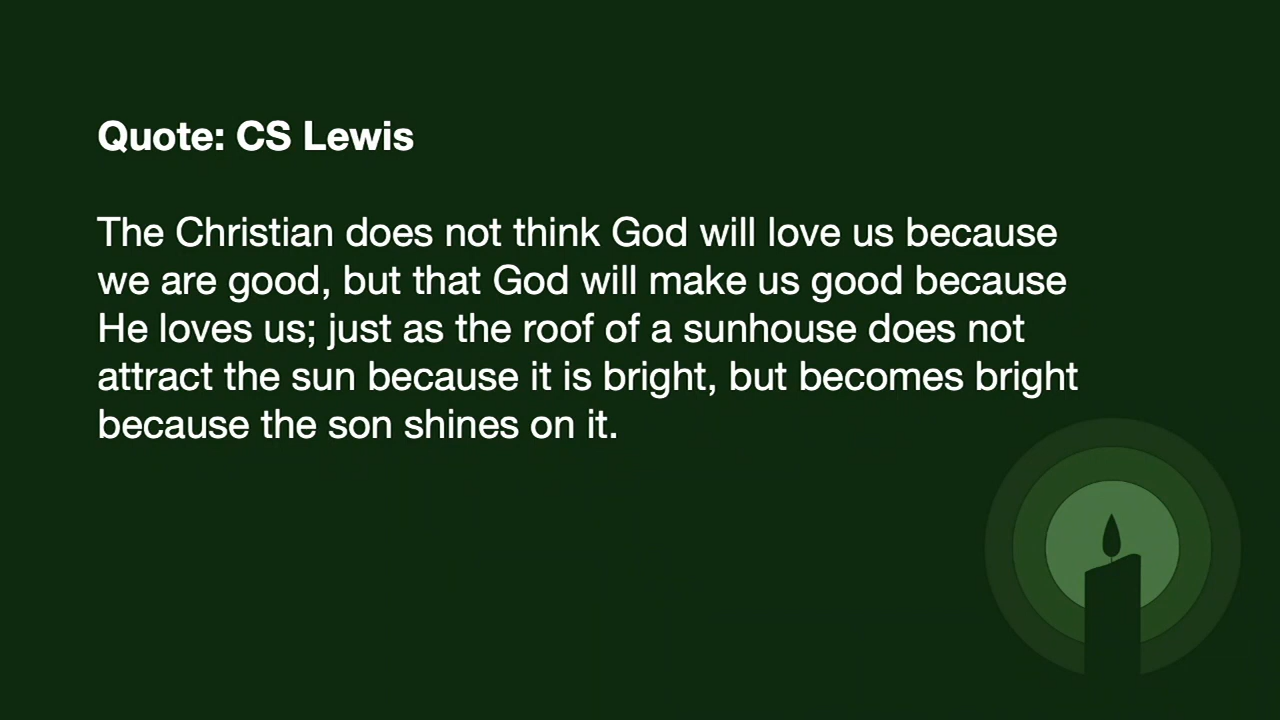 Quote: CS Lewis
The Christian does not think God will love us because
we are good, but that God will make us good because
He loves us; just as the roof of a sunhouse does not
attract the sun because it is bright, but becomes bright
because the son shines on it.